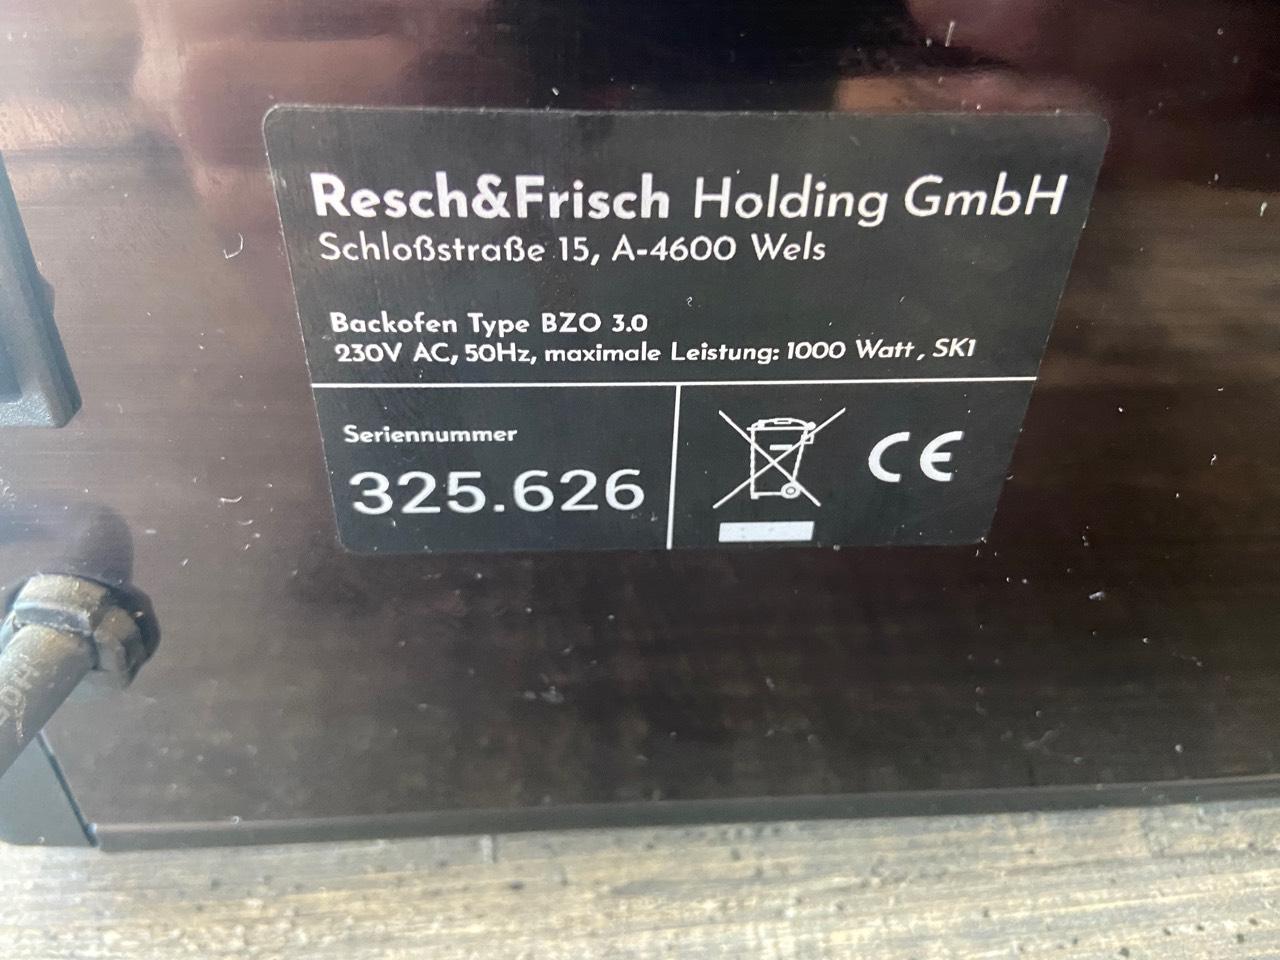 Resch&Frisch Holding GmbH
Schloßstraße 15, A-4600 Wels
Backofen Type BZO 3.0
230V AC, 50Hz, maximale Leistung: 1000 Watt, SK1
Seriennummer
325.626
CE